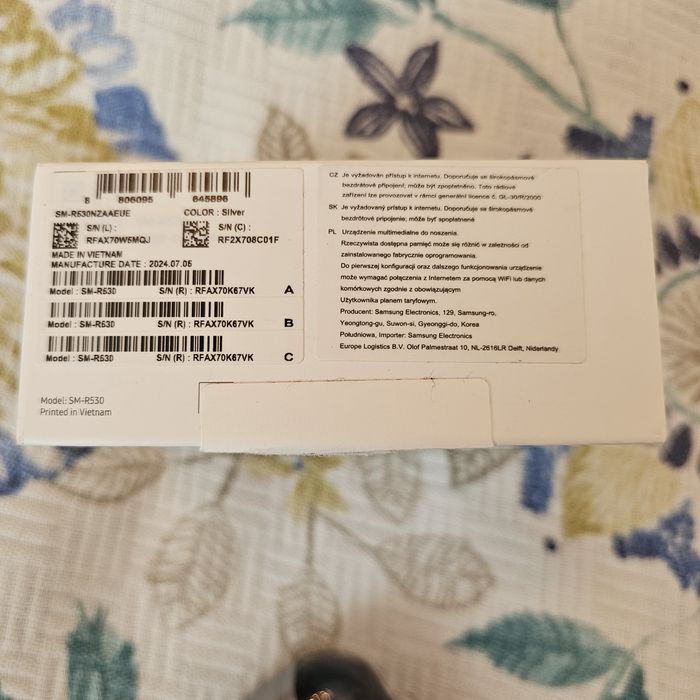 8 806095 645896
SM-R530NZAAEUE COLOR : Silver
S/N (L) : S/N (C) :
RFAX70W5MQJ RF2X708C01F
MADE IN VIETNAM
MANUFACTURE DATE : 2024.07.05
Model : SM-R530 S/N (R) : RFAX70K67VK A
Model : SM-R530 S/N (R) : RFAX70K67VK B
Model : SM-R530 S/N (R) : RFAX70K67VK C
Model: SM-R530
Printed in Vietnam
CZ Je vyžadován přístup k internetu. Doporučuje se širokopásmové
bezdrátové připojení; může být zpoplatněno. Toto rádiové
zařízení lze provozovat v rámci generální licence č. GL-30/R/2000
SK Je vyžadovaný prístup k internetu. Doporučuje sa širokopásmové
bezdrôtové pripojenie; môže byť spoplatnené
PL Urządzenie multimedialne do noszenia.
Rzeczywista dostępna pamięć może się różnić w zależności od
zainstalowanego fabrycznie oprogramowania.
Do pierwszej konfiguracji oraz dalszego funkcjonowania urządzenie
może wymagać połączenia z Internetem za pomocą WiFi lub danych
komórkowych zgodnie z obowiązującym
Użytkownika planem taryfowym.
Producent: Samsung Electronics, 129, Samsung-ro,
Yeongtong-gu, Suwon-si, Gyeonggi-do, Korea
Południowa, Importer: Samsung Electronics
Europe Logistics B.V. Olof Palmestraat 10, NL-2616LR Delft, Niderlandy